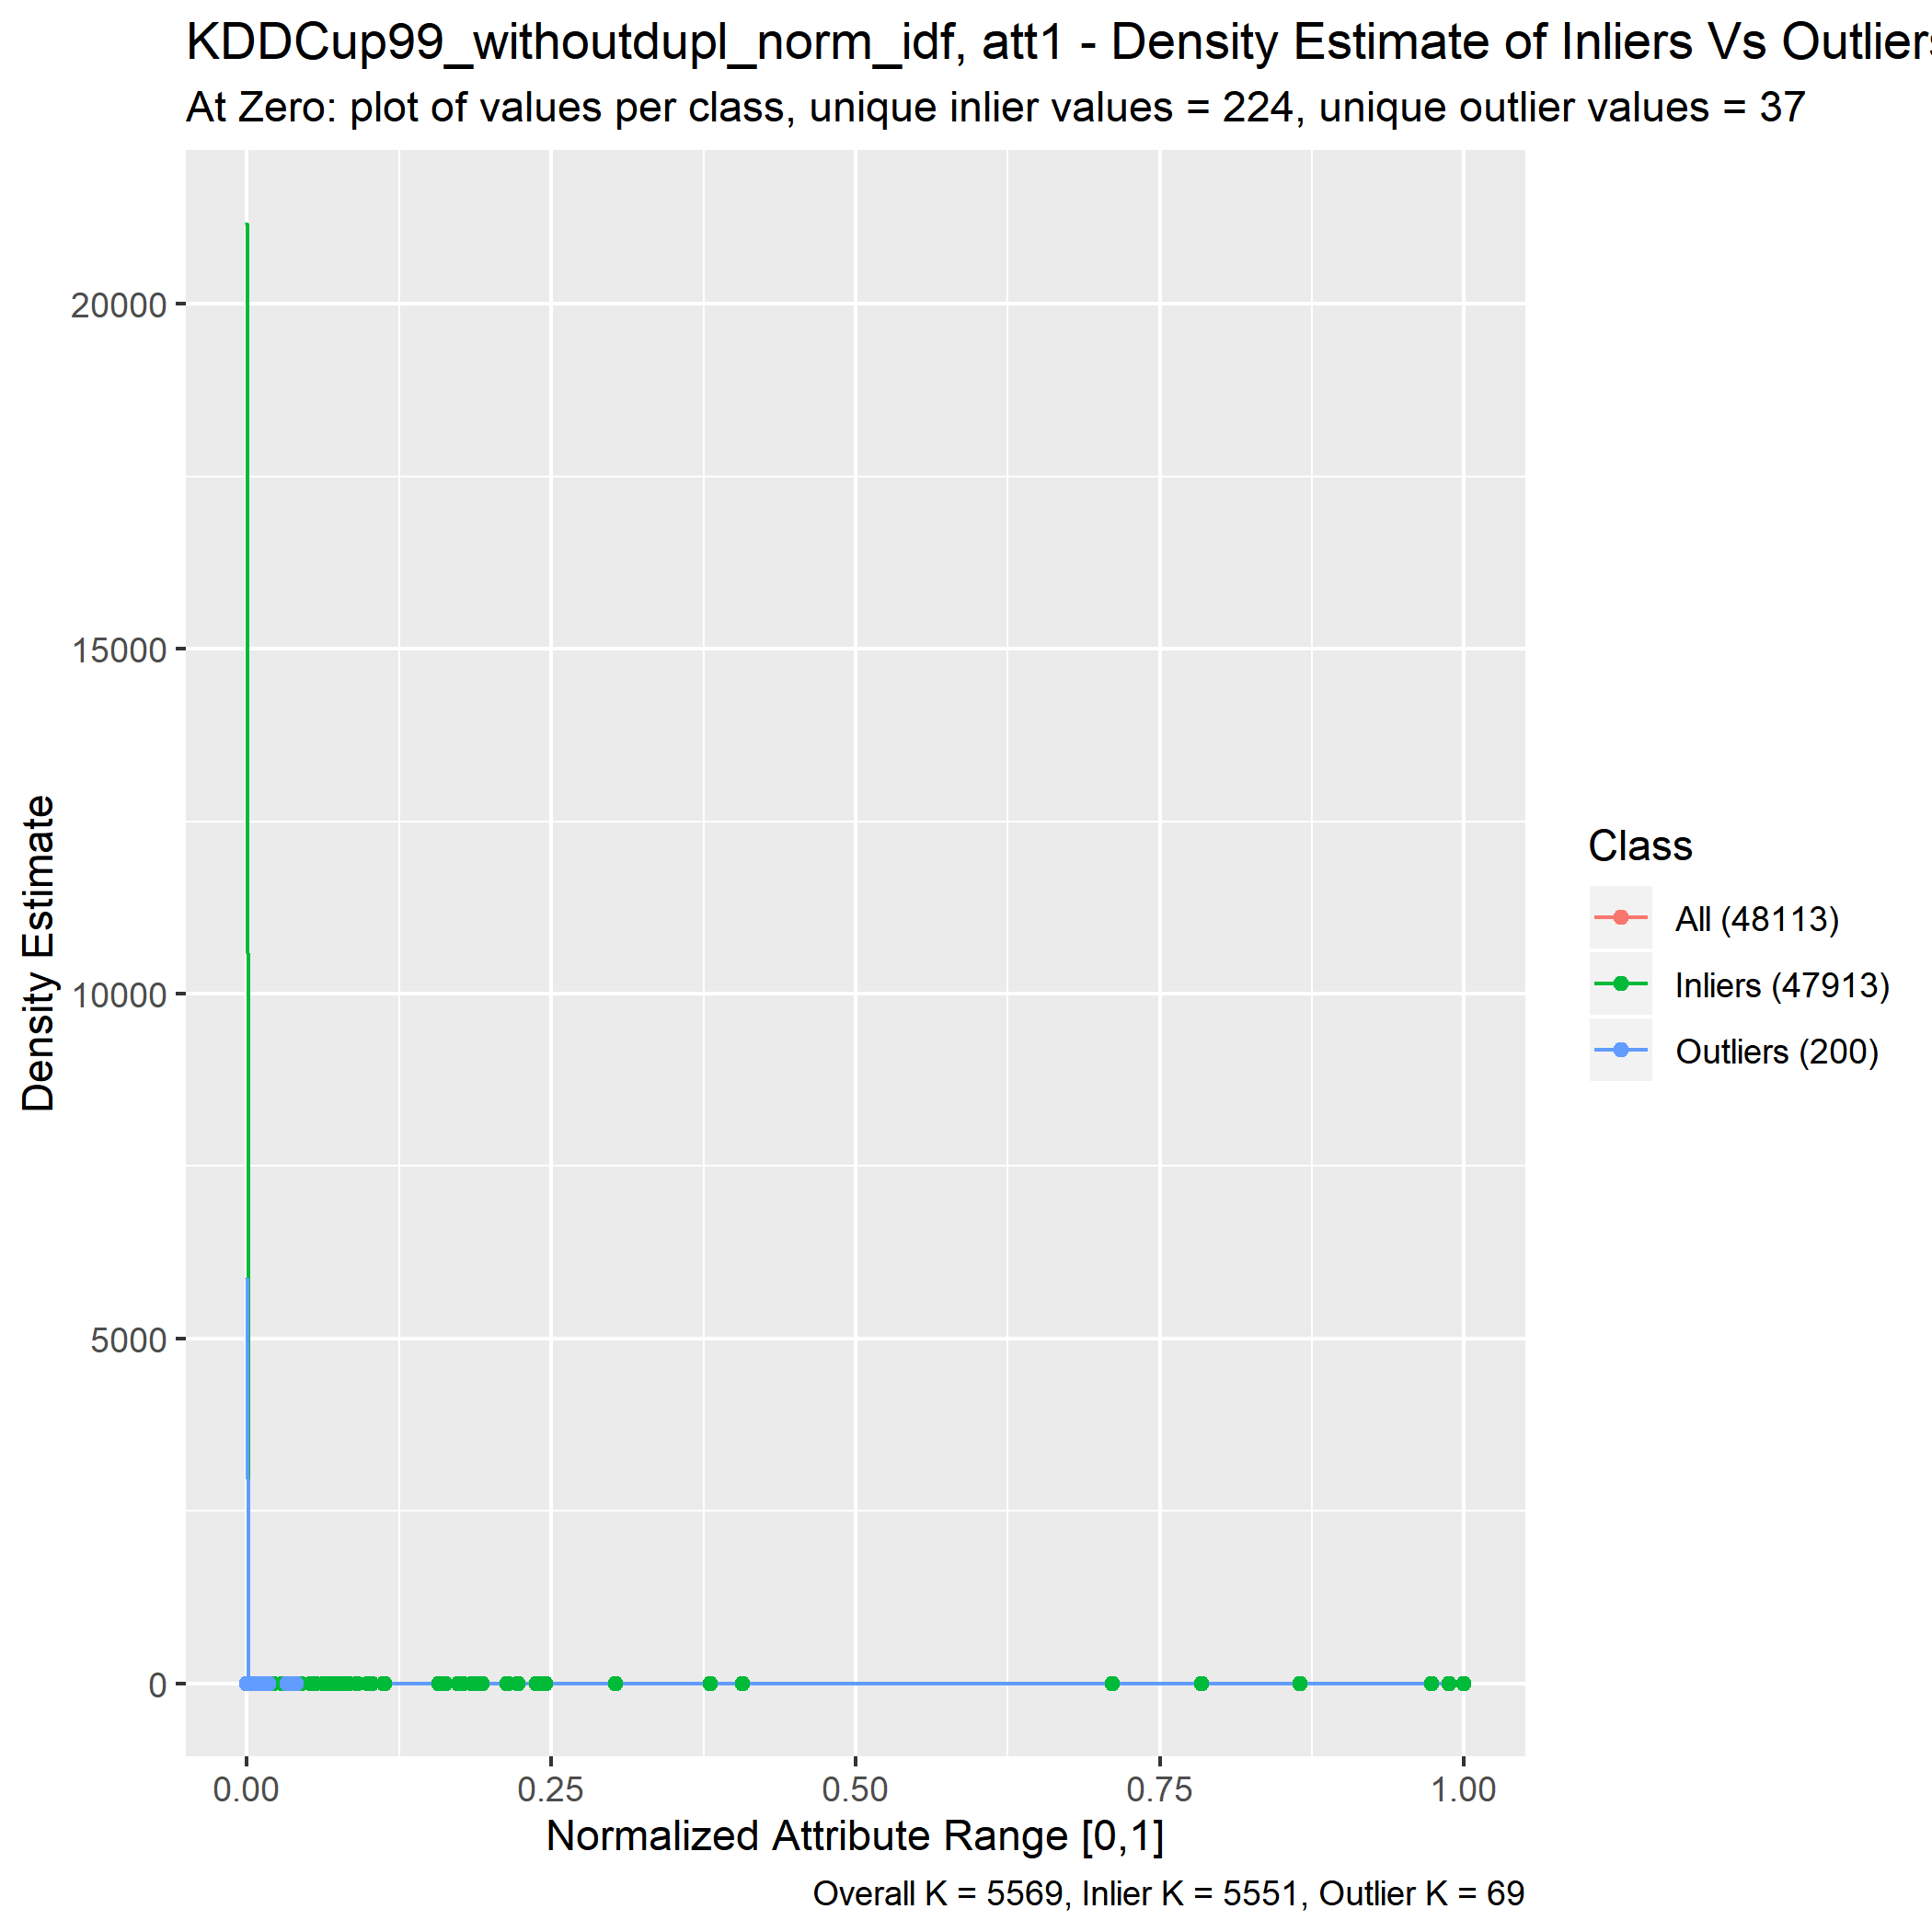 KDDCup99_withoutdupl_norm_idf, att1 - Density Estimate of Inliers Vs Outliers
At Zero: plot of values per class, unique inlier values = 224, unique outlier values = 37
Density Estimate
20000
15000
10000
5000
0
0.00
0.25
0.50
0.75
1.00
Normalized Attribute Range [0,1]
Overall K = 5569, Inlier K = 5551, Outlier K = 69
Class
All (48113)
Inliers (47913)
Outliers (200)